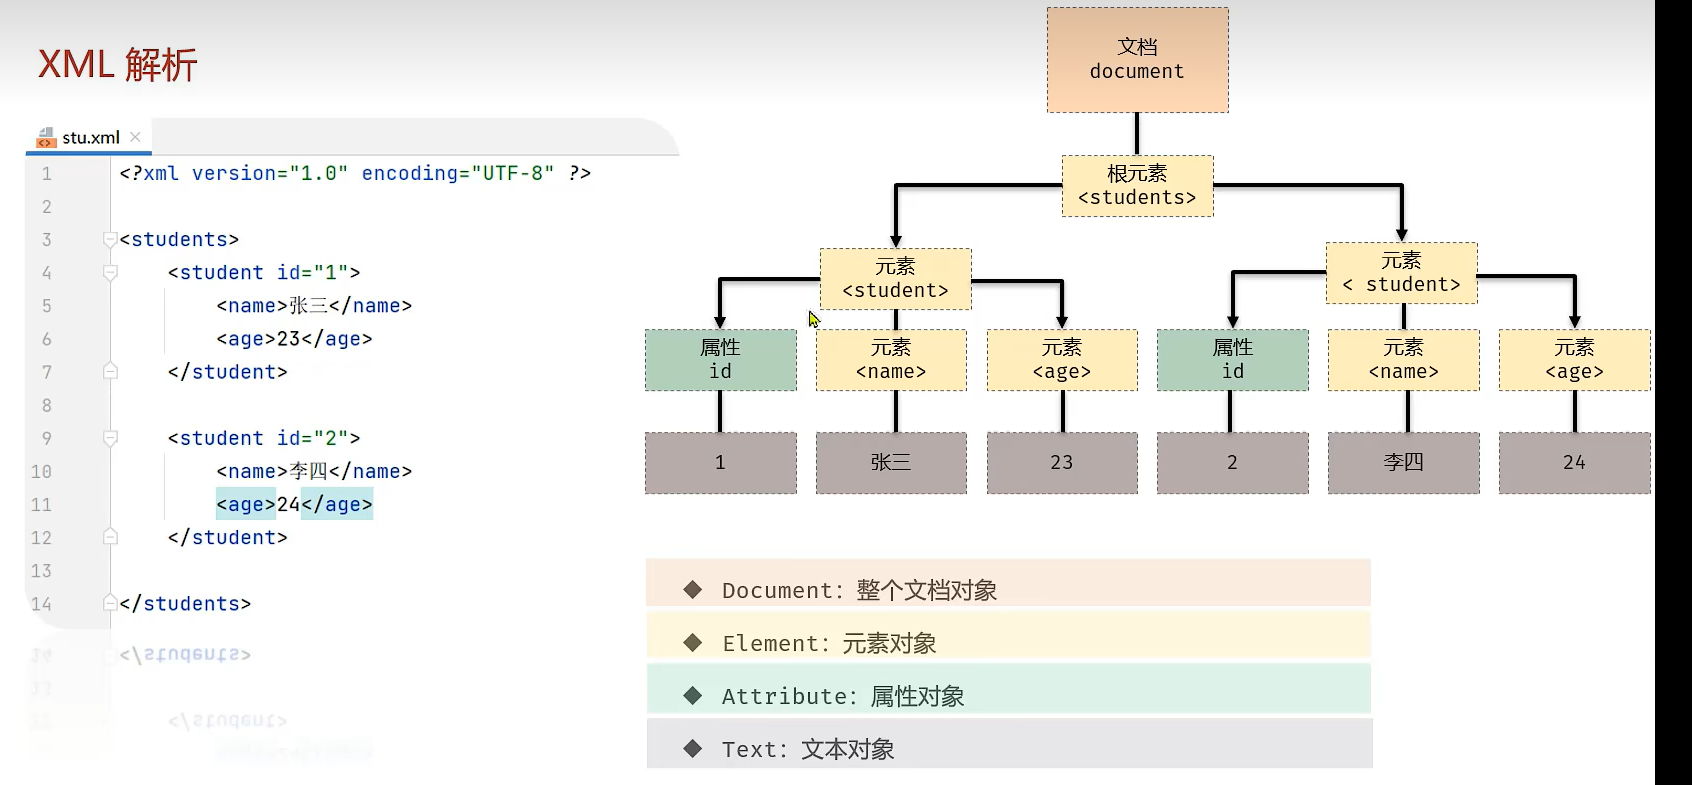 XML 解析
stu.xml
1 <?xml version="1.0" encoding="UTF-8" ?>
2
3 <students>
4 <student id="1">
5 <name>张三</name>
6 <age>23</age>
7 </student>
8
9 <student id="2">
10 <name>李四</name>
11 <age>24</age>
12 </student>
13
14 </students>
文档
document
根元素
<students>
元素
<student>
元素
< student>
属性
id
元素
<name>
元素
<age>
属性
id
元素
<name>
元素
<age>
1
张三
23
2
李四
24
◆ Document: 整个文档对象
◆ Element: 元素对象
◆ Attribute: 属性对象
◆ Text: 文本对象